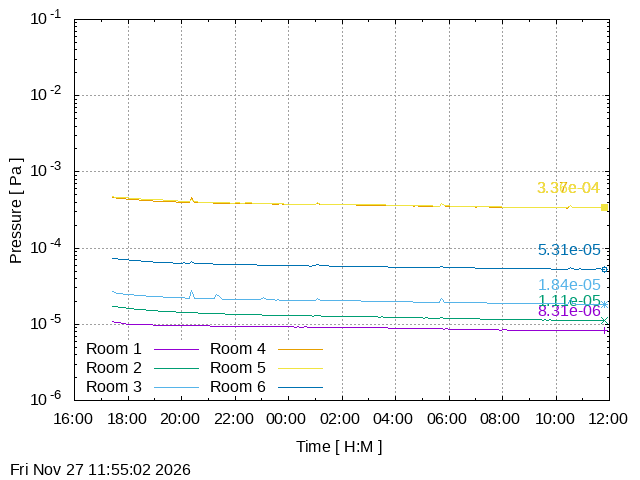 10^-1
10^-2
10^-3
10^-4
10^-5
10^-6
Pressure [ Pa ]
5.31e-05
1.84e-05
1.11e-05
8.31e-06
Room 1 Room 4
Room 2 Room 5
Room 3 Room 6
16:00 18:00 20:00 22:00 00:00 02:00 04:00 06:00 08:00 10:00 12:00
Time [ H:M ]
Fri Nov 27 11:55:02 2026